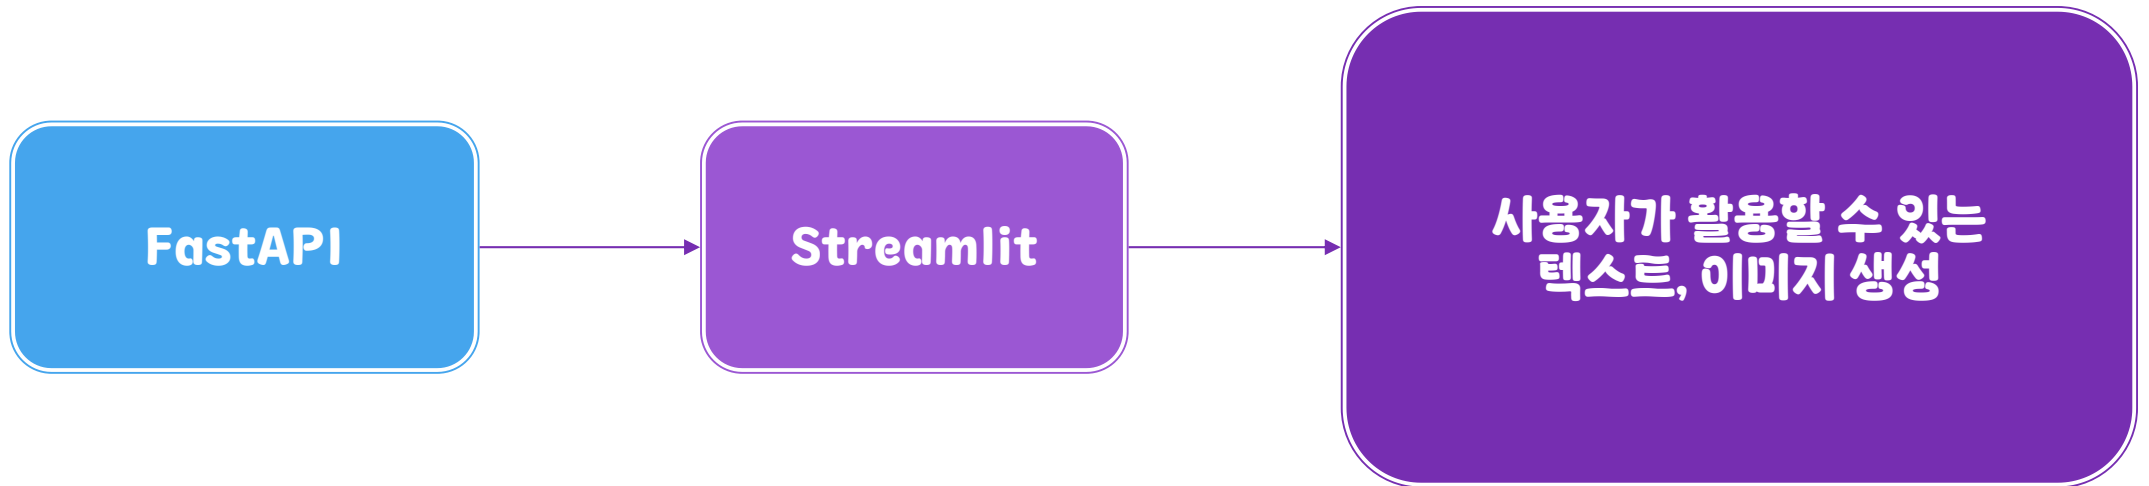 FastAPI
Streamlit
사용자가 활용할 수 있는
텍스트, 이미지 생성